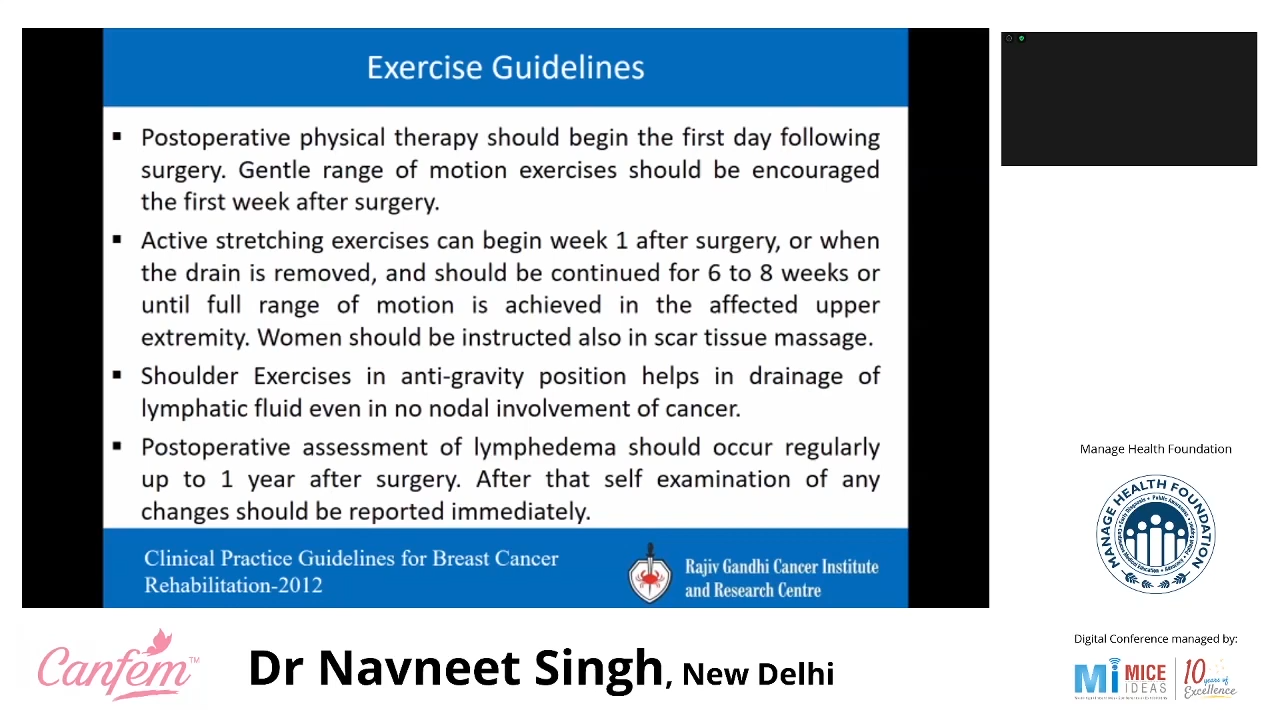 Exercise Guidelines
Postoperative physical therapy should begin the first day following
surgery. Gentle range of motion exercises should be encouraged
the first week after surgery.
Active stretching exercises can begin week 1 after surgery, or when
the drain is removed, and should be continued for 6 to 8 weeks or
until full range of motion is achieved in the affected upper
extremity. Women should be instructed also in scar tissue massage.
Shoulder Exercises in anti-gravity position helps in drainage of
lymphatic fluid even in no nodal involvement of cancer.
Postoperative assessment of lymphedema should occur regularly
up to 1 year after surgery. After that self examination of any
changes should be reported immediately.
Clinical Practice Guidelines for Breast Cancer
Rehabilitation-2012
Rajiv Gandhi Cancer Institute
and Research Centre
Manage Health Foundation
MANAGE HEALTH FOUNDATION
Digital Conference managed by:
Mi MICE
IDEAS
10 years of
Excellence
Canfem™
Dr Navneet Singh, New Delhi